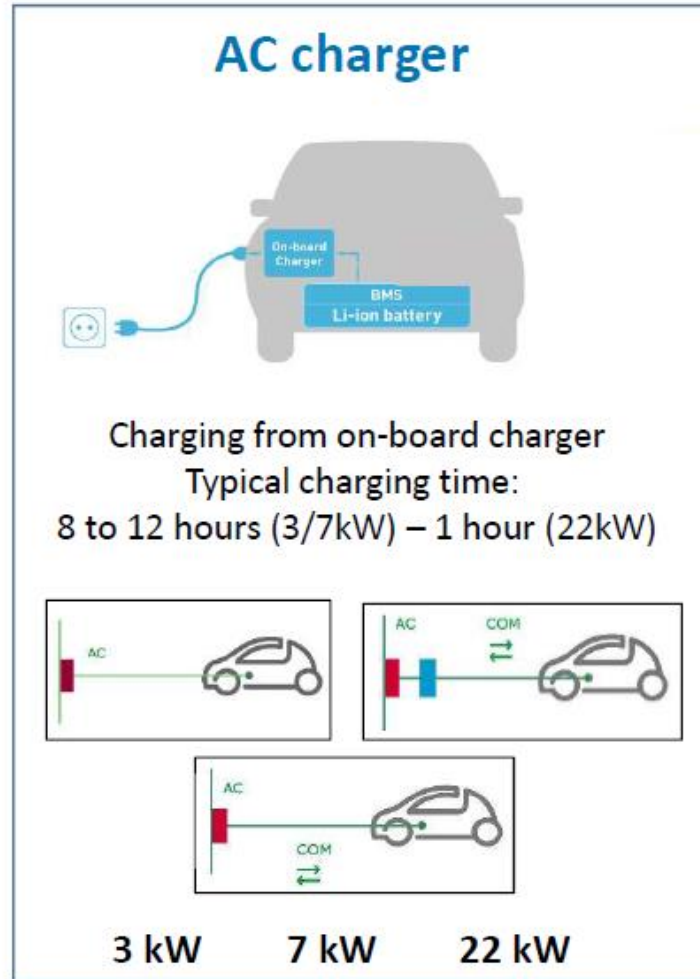 AC charger
On-board
Charger
BMS
Li-ion battery
Charging from on-board charger
Typical charging time:
8 to 12 hours (3/7kW) – 1 hour (22kW)
AC
AC
COM
AC
COM
3 kW 7 kW 22 kW